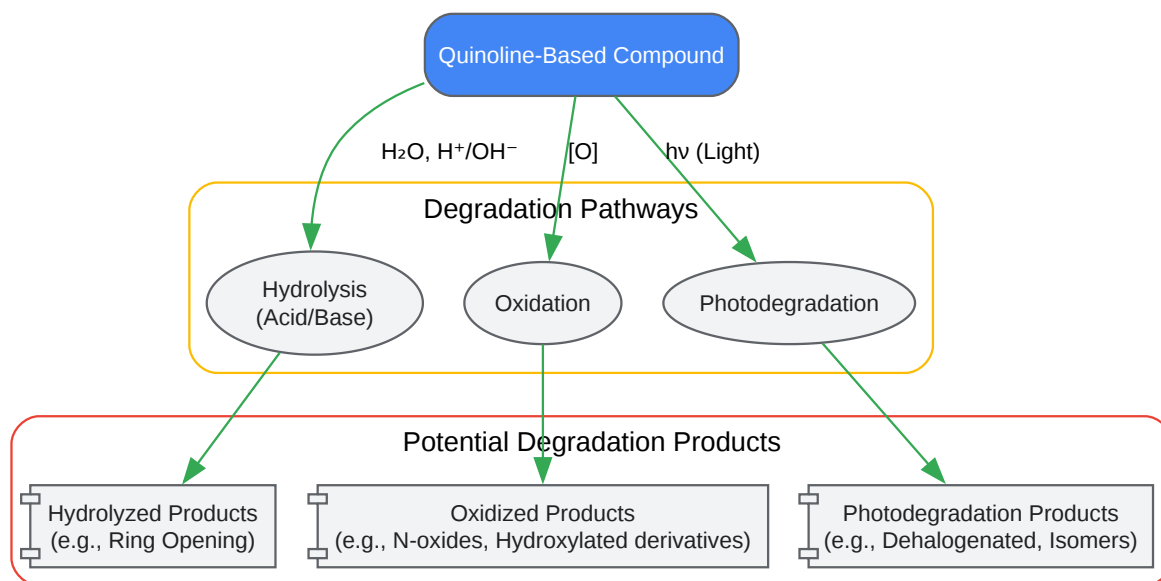 Quinoline-Based Compound
H₂O, H⁺/OH⁻
[O]
hν (Light)
Degradation Pathways
Hydrolysis
(Acid/Base)
Oxidation
Photodegradation
Potential Degradation Products
Hydrolyzed Products
(e.g., Ring Opening)
Oxidized Products
(e.g., N-oxides, Hydroxylated derivatives)
Photodegradation Products
(e.g., Dehalogenated, Isomers)